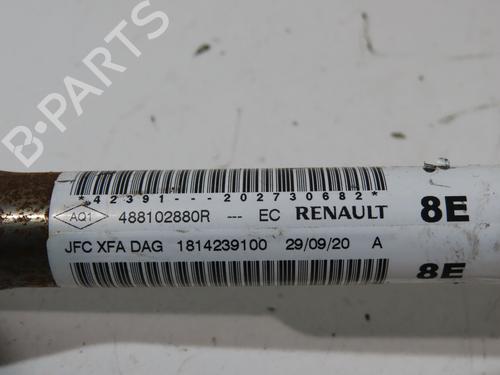 B-PARTS
*42391---202730682*
AQ1 488102880R --- EC RENAULT 8E
JFC XFA DAG 1814239100 29/09/20 A 8E